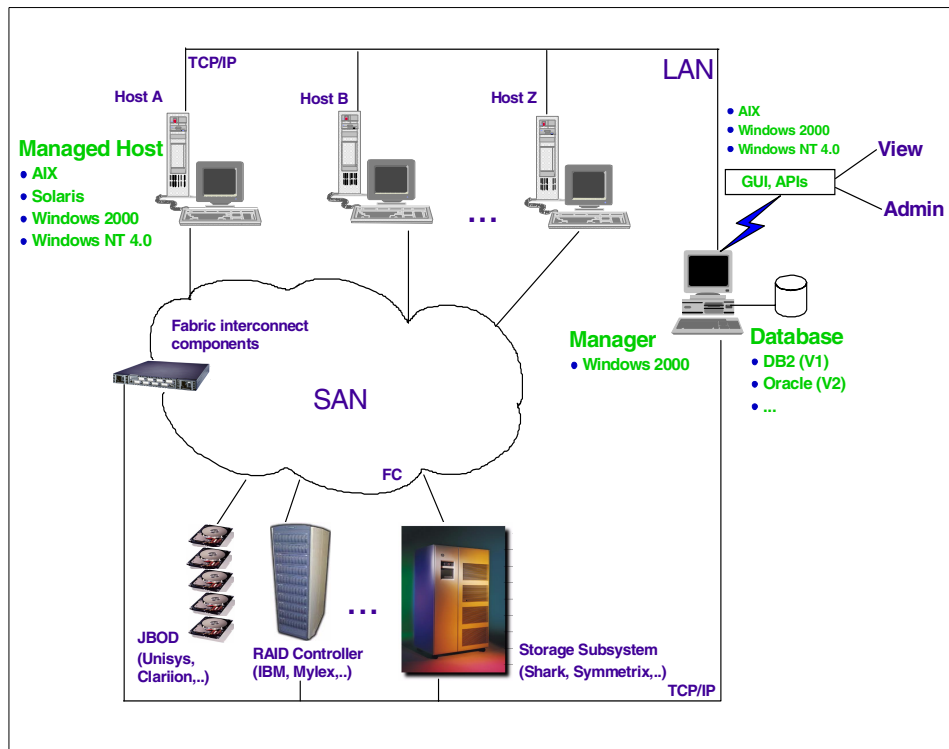 TCP/IP
LAN
Host A
Host B
Host Z
Managed Host
• AIX
• Solaris
• Windows 2000
• Windows NT 4.0
...
• AIX
• Windows 2000
• Windows NT 4.0
GUI, APIs
View
Admin
Fabric interconnect
components
SAN
FC
Manager
• Windows 2000
Database
• DB2 (V1)
• Oracle (V2)
• ...
JBOD
(Unisys,
Clariion,..)
RAID Controller
(IBM, Mylex,..)
...
Storage Subsystem
(Shark, Symmetrix,..)
TCP/IP